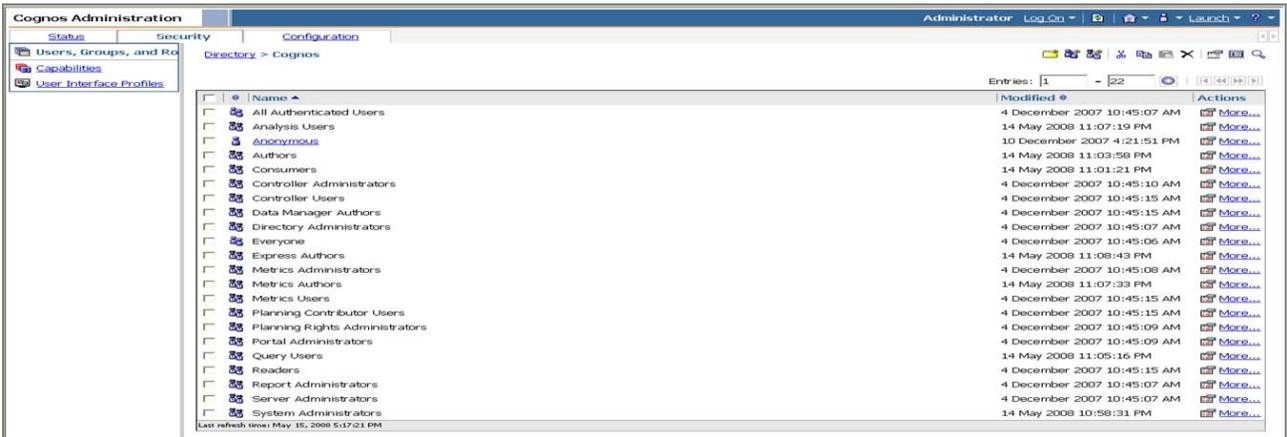 Cognos Administration
Administrator Log On Launch ?
Status Security Configuration
Users, Groups, and Ro
Capabilities
User Interface Profiles
Directory > Cognos
Entries: 1 - 22
Name Modified Actions
All Authenticated Users 4 December 2007 10:45:07 AM More...
Analysis Users 14 May 2008 11:07:19 PM More...
Anonymous 10 December 2007 4:21:51 PM More...
Authors 14 May 2008 11:03:58 PM More...
Consumers 14 May 2008 11:01:21 PM More...
Controller Administrators 4 December 2007 10:45:10 AM More...
Controller Users 4 December 2007 10:45:15 AM More...
Data Manager Authors 4 December 2007 10:45:15 AM More...
Directory Administrators 4 December 2007 10:45:07 AM More...
Everyone 4 December 2007 10:45:06 AM More...
Express Authors 14 May 2008 11:08:43 PM More...
Metrics Administrators 4 December 2007 10:45:08 AM More...
Metrics Authors 14 May 2008 11:07:33 PM More...
Metrics Users 4 December 2007 10:45:15 AM More...
Planning Contributor Users 4 December 2007 10:45:15 AM More...
Planning Rights Administrators 4 December 2007 10:45:09 AM More...
Portal Administrators 4 December 2007 10:45:09 AM More...
Query Users 14 May 2008 11:05:16 PM More...
Readers 4 December 2007 10:45:15 AM More...
Report Administrators 4 December 2007 10:45:07 AM More...
Server Administrators 4 December 2007 10:45:07 AM More...
System Administrators 14 May 2008 10:58:31 PM More...
Last refresh time: May 15, 2008 5:17:21 PM